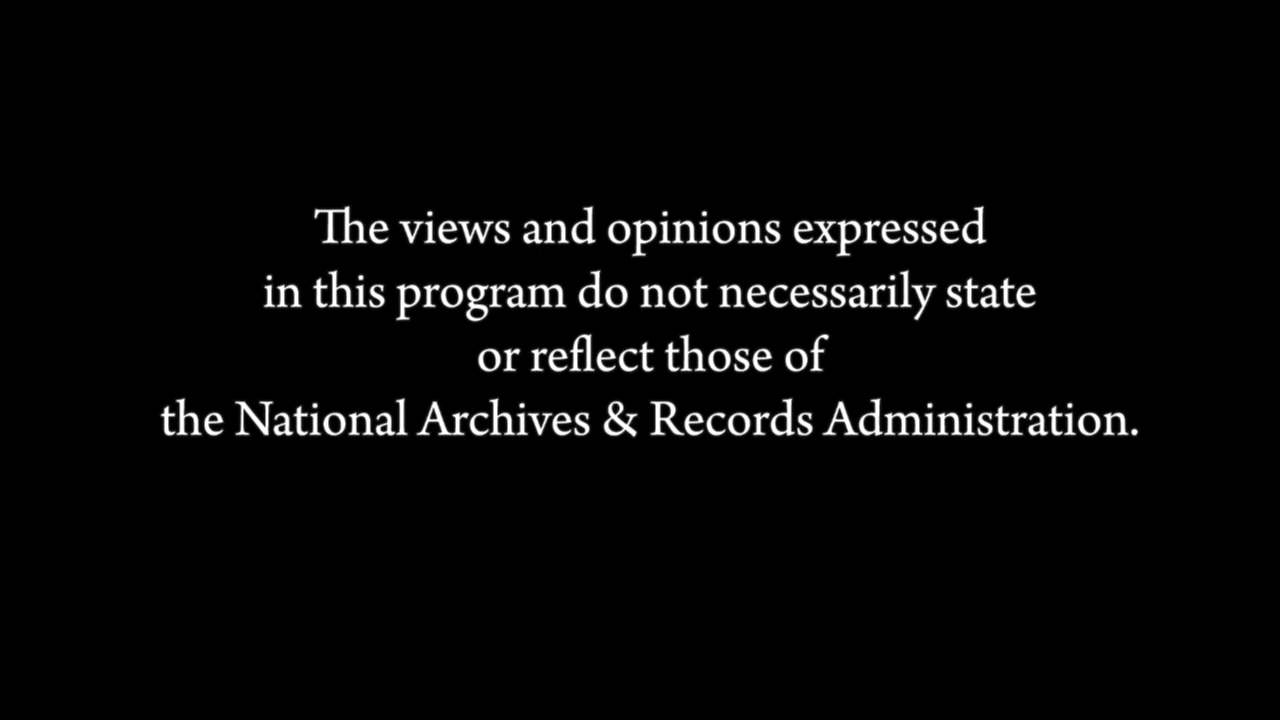 The views and opinions expressed
in this program do not necessarily state
or reflect those of
the National Archives & Records Administration.